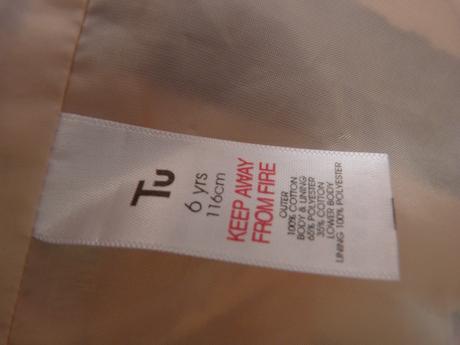 Tu
6 yrs
116cm
KEEP AWAY
FROM FIRE
OUTER
100% COTTON
BODY & LINING
65% POLYESTER
35% COTTON
LOWER BODY
LINING 100% POLYESTER